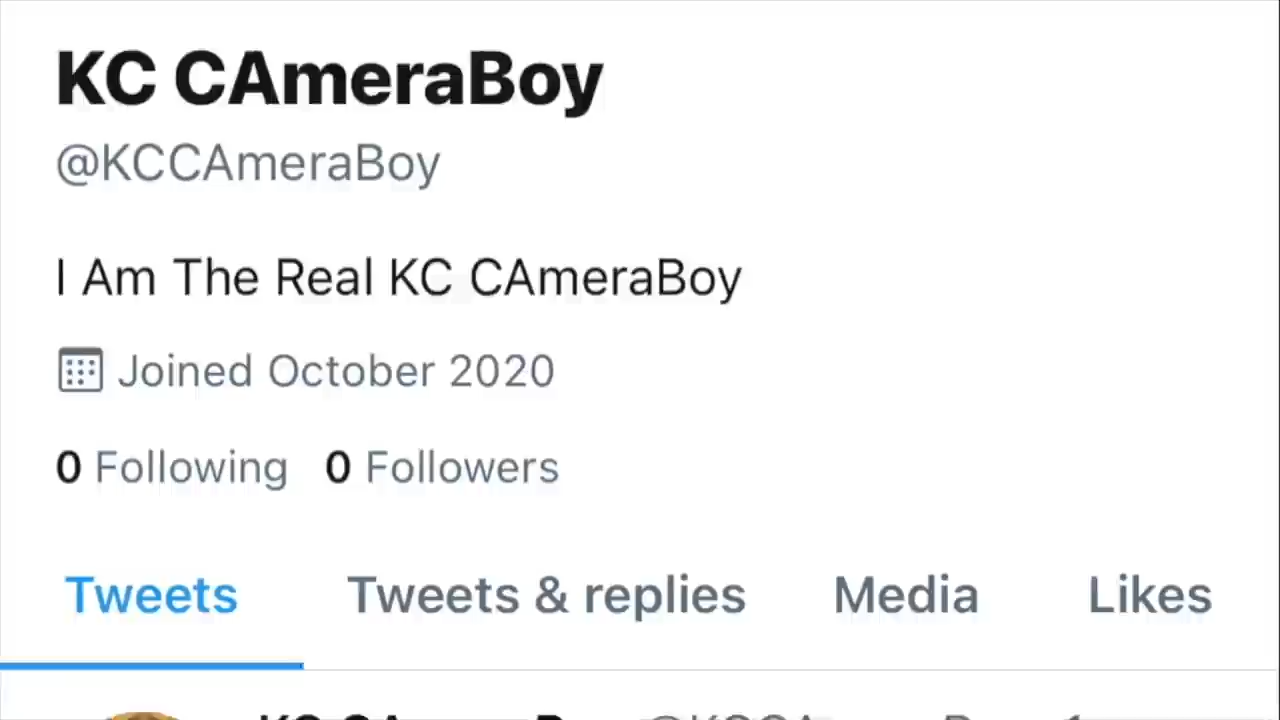 KC CAmeraBoy
@KCCAmeraBoy
I Am The Real KC CAmeraBoy
Joined October 2020
0 Following 0 Followers
Tweets Tweets & replies Media Likes